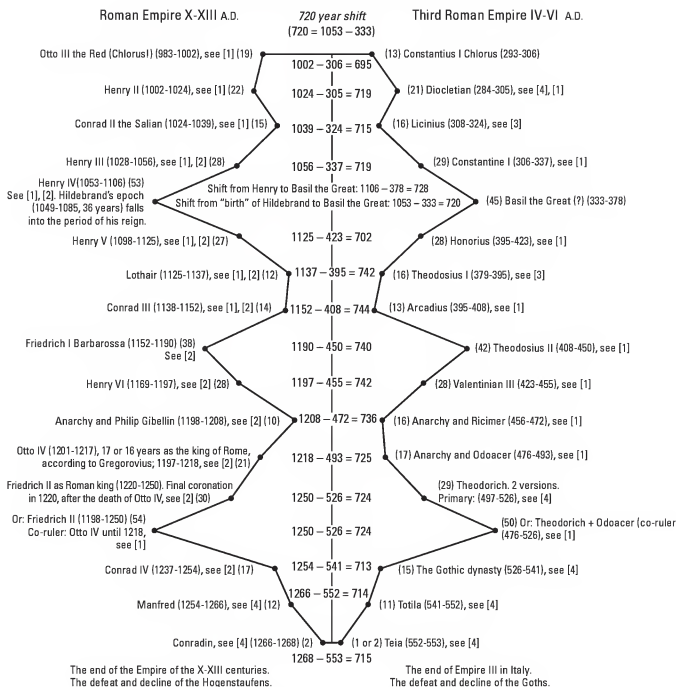 Roman Empire X-XIII A.D.
720 year shift
(720 = 1053 – 333)
Third Roman Empire IV-VI A.D.
Otto III the Red (Chlorus!) (983-1002), see [1] (19)
1002 – 306 = 695
(13) Constantius I Chlorus (293-306)
Henry II (1002-1024), see [1] (22)
1024 – 305 = 719
(21) Diocletian (284-305), see [4], [1]
Conrad II the Salian (1024-1039), see [1] (15)
1039 – 324 = 715
(16) Licinius (308-324), see [3]
Henry III (1028-1056), see [1], [2] (28)
1056 – 337 = 719
(29) Constantine I (306-337), see [1]
Henry IV(1053-1106) (53)
See [1], [2]. Hildebrand's epoch
(1049-1085, 36 years) falls
into the period of his reign.
Shift from Henry to Basil the Great: 1106 – 378 = 728
Shift from "birth" of Hildebrand to Basil the Great: 1053 – 333 = 720
(45) Basil the Great (?) (333-378)
Henry V (1098-1125), see [1], [2] (27)
1125 – 423 = 702
(28) Honorius (395-423), see [1]
Lothair (1125-1137), see [1], [2] (12)
1137 – 395 = 742
(16) Theodosius I (379-395), see [3]
Conrad III (1138-1152), see [1], [2] (14)
1152 – 408 = 744
(13) Arcadius (395-408), see [1]
Friedrich I Barbarossa (1152-1190) (38)
See [2]
1190 – 450 = 740
(42) Theodosius II (408-450), see [1]
Henry VI (1169-1197), see [2] (28)
1197 – 455 = 742
(28) Valentinian III (423-455), see [1]
Anarchy and Philip Gibellin (1198-1208), see [2] (10)
1208 – 472 = 736
(16) Anarchy and Ricimer (456-472), see [1]
Otto IV (1201-1217), 17 or 16 years as the king of Rome,
according to Gregorovius; 1197-1218, see [2] (21)
1218 – 493 = 725
(17) Anarchy and Odoacer (476-493), see [1]
Friedrich II as Roman king (1220-1250). Final coronation
in 1220, after the death of Otto IV, see [2] (30)
1250 – 526 = 724
(29) Theodorich. 2 versions.
Primary: (497-526), see [4]
Or: Friedrich II (1198-1250) (54)
Co-ruler: Otto IV until 1218,
see [1]
1250 – 526 = 724
(50) Or: Theodorich + Odoacer (co-ruler
(476-526), see [1]
Conrad IV (1237-1254), see [2] (17)
1254 – 541 = 713
(15) The Gothic dynasty (526-541), see [4]
1266 – 552 = 714
Manfred (1254-1266), see [4] (12)
(11) Totila (541-552), see [4]
Conradin, see [4] (1266-1268) (2)
(1 or 2) Teia (552-553), see [4]
1268 – 553 = 715
The end of the Empire of the X-XIII centuries.
The defeat and decline of the Hogenstaufens.
The end of Empire III in Italy.
The defeat and decline of the Goths.